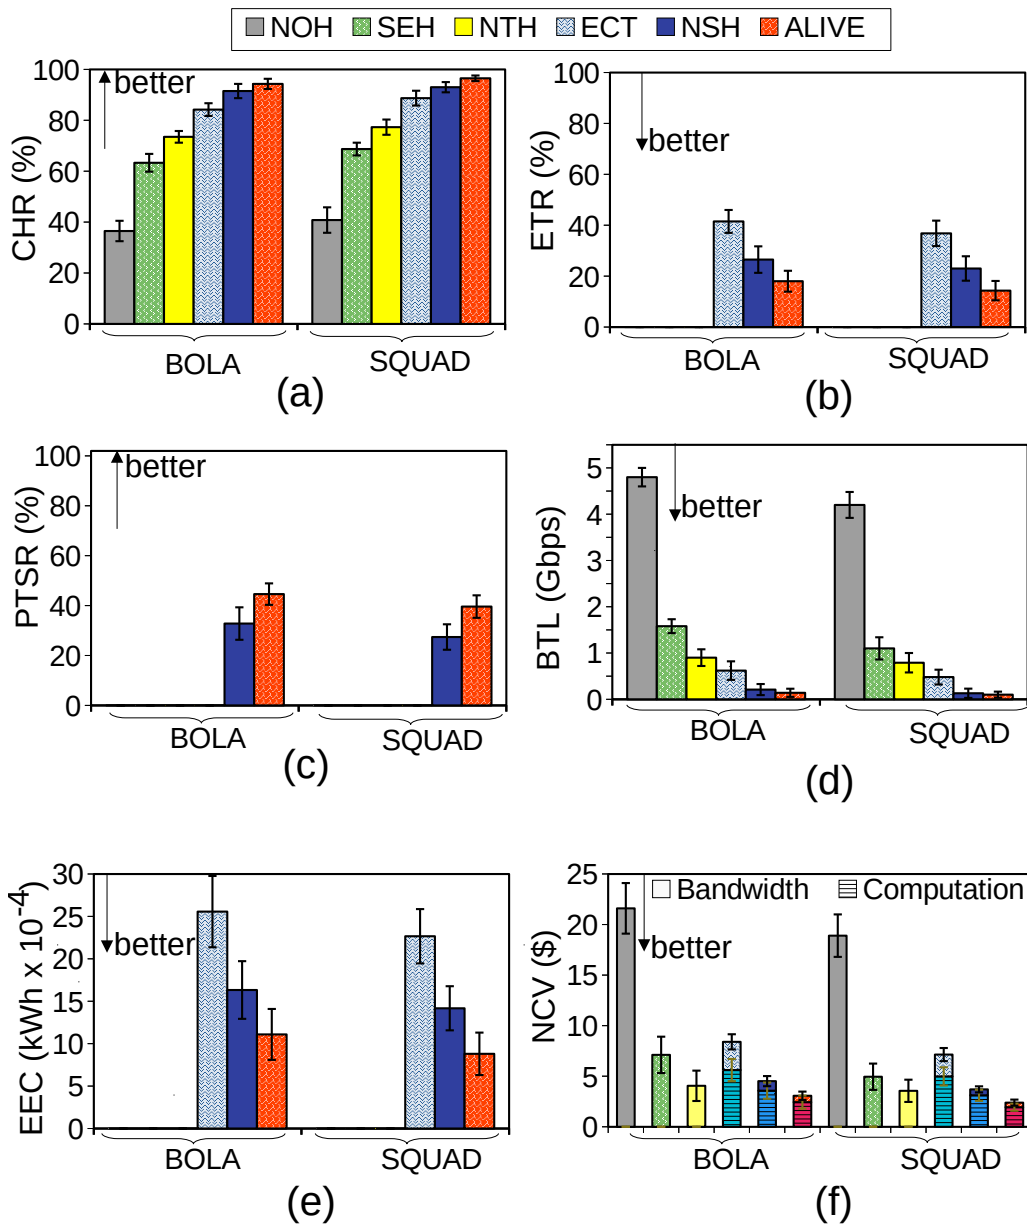 NOH SEH NTH ECT NSH ALIVE
CHR (%)
100
80
60
40
20
0
better
BOLA SQUAD
(a)
ETR (%)
100
80
60
40
20
0
better
BOLA SQUAD
(b)
PTSR (%)
100
80
60
40
20
0
better
BOLA SQUAD
(c)
BTL (Gbps)
5
4
5
2
1
0
better
BOLA SQUAD
(d)
EEC (kWh x 10-4)
30
25
20
15
10
5
0
better
BOLA SQUAD
(e)
NCV ($)
25
20
15
10
5
0
Bandwidth Computation
better
BOLA SQUAD
(f)